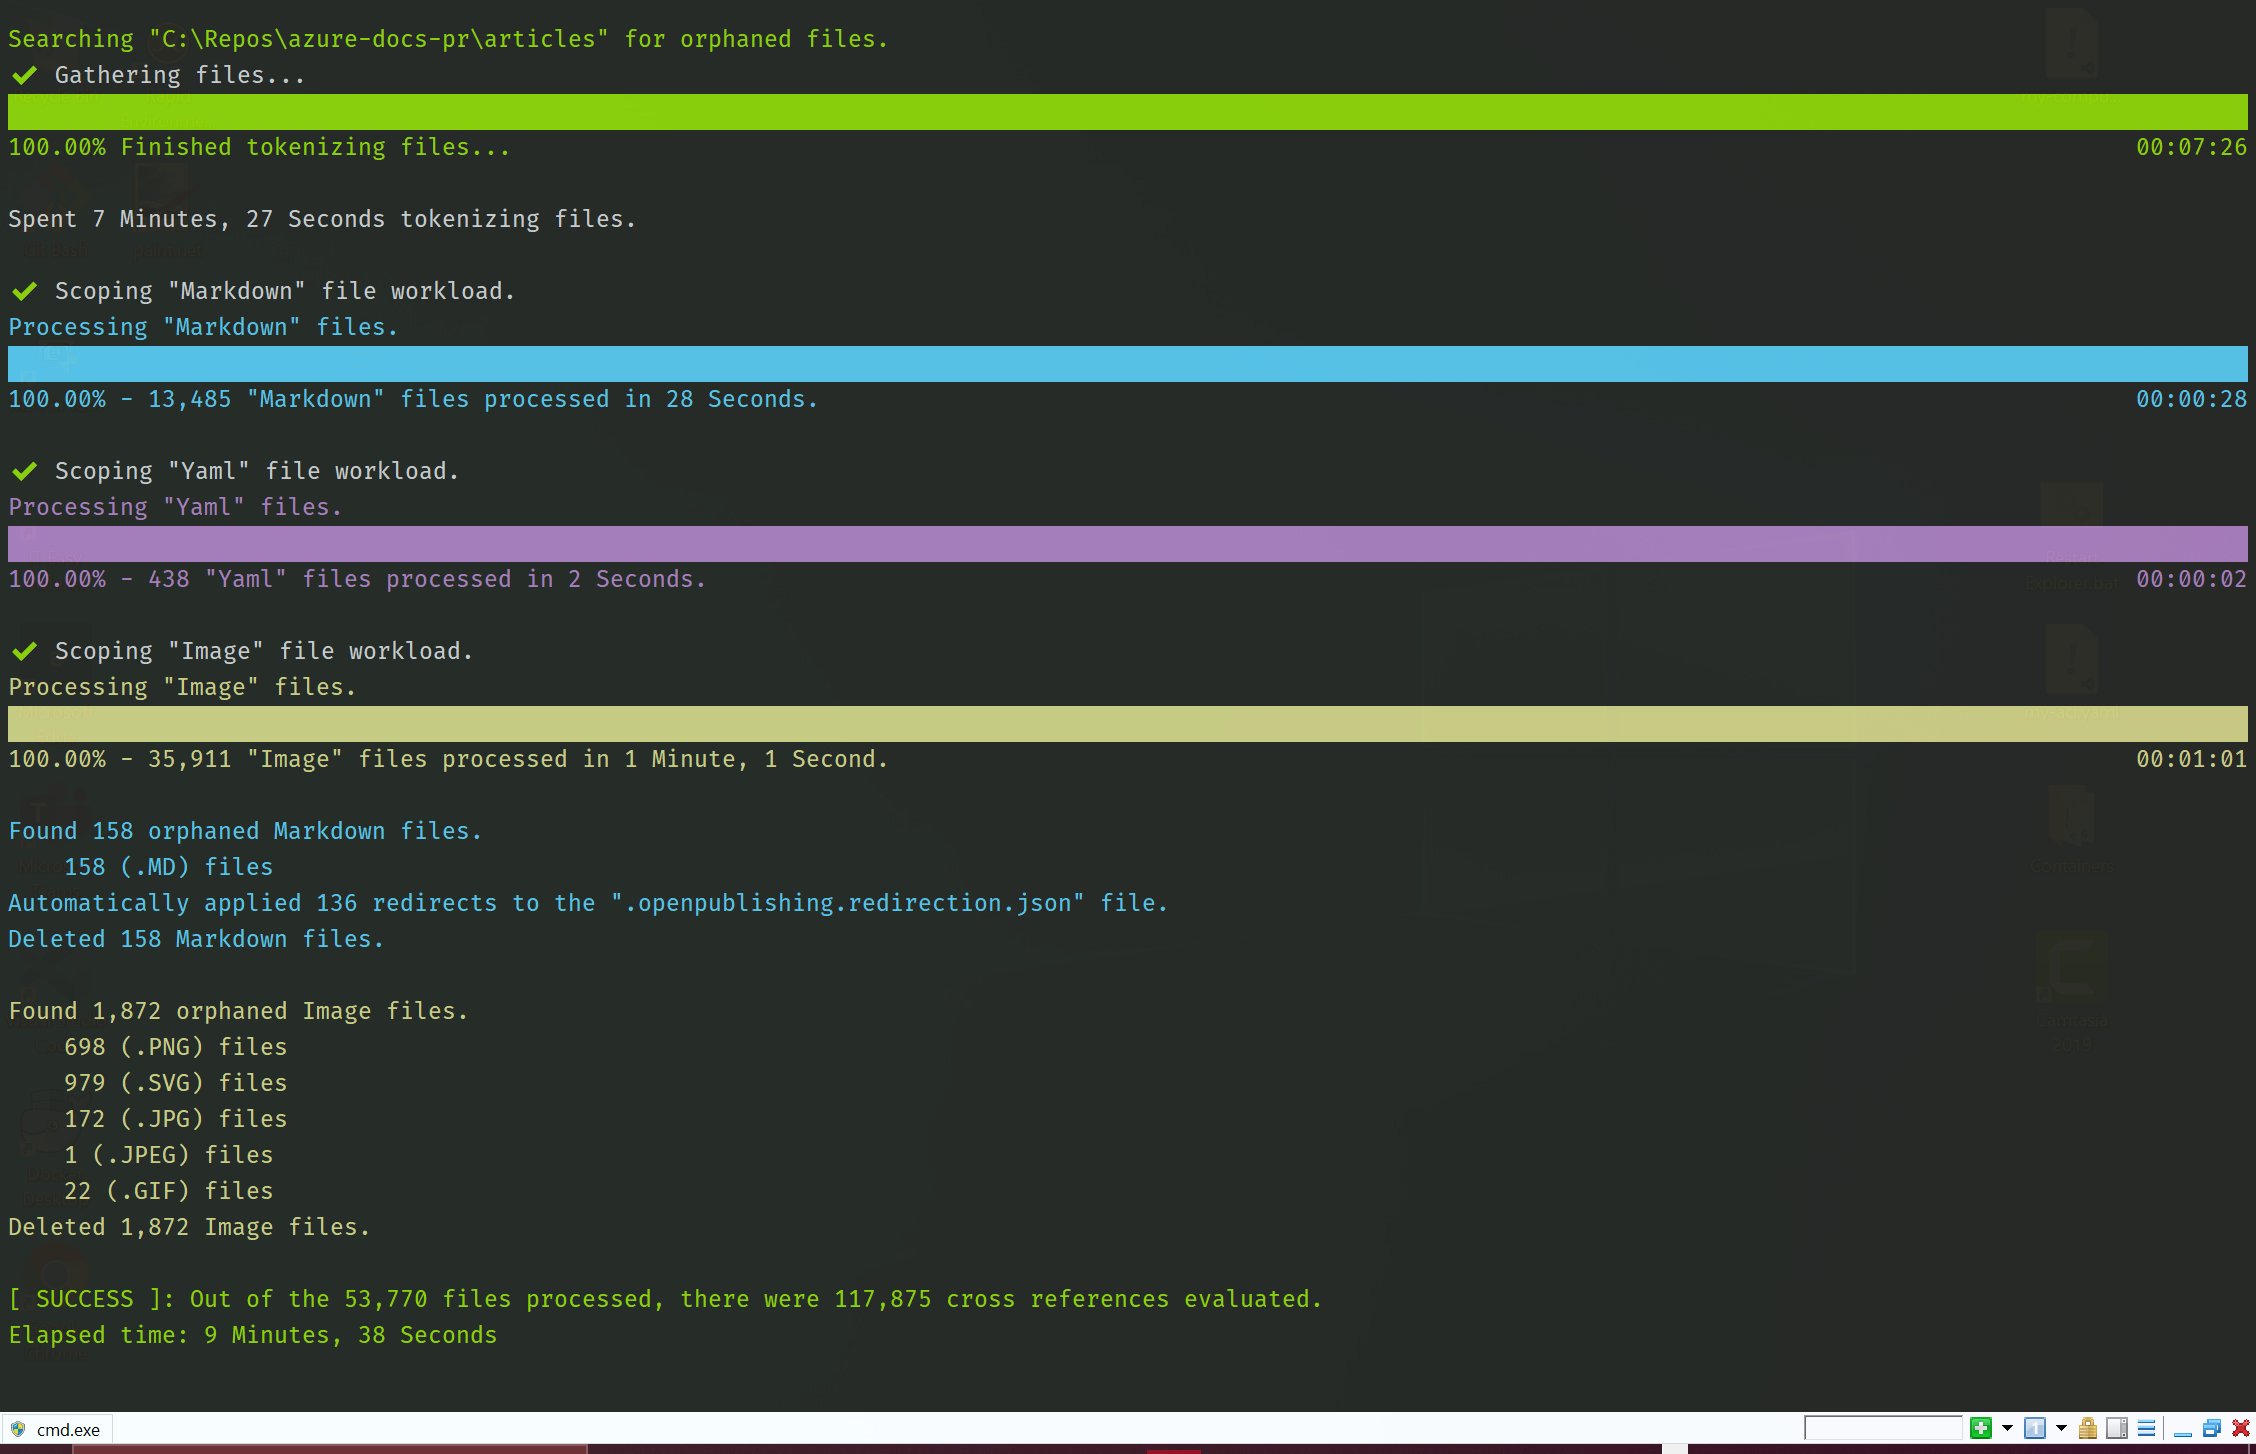 Searching "C:\Repos\azure-docs-pr\articles" for orphaned files.
✔ Gathering files...
100.00% Finished tokenizing files... 00:07:26
Spent 7 Minutes, 27 Seconds tokenizing files.
✔ Scoping "Markdown" file workload.
Processing "Markdown" files.
100.00% - 13,485 "Markdown" files processed in 28 Seconds. 00:00:28
✔ Scoping "Yaml" file workload.
Processing "Yaml" files.
100.00% - 438 "Yaml" files processed in 2 Seconds. 00:00:02
✔ Scoping "Image" file workload.
Processing "Image" files.
100.00% - 35,911 "Image" files processed in 1 Minute, 1 Second. 00:01:01
Found 158 orphaned Markdown files.
158 (.MD) files
Automatically applied 136 redirects to the ".openpublishing.redirection.json" file.
Deleted 158 Markdown files.
Found 1,872 orphaned Image files.
698 (.PNG) files
979 (.SVG) files
172 (.JPG) files
1 (.JPEG) files
22 (.GIF) files
Deleted 1,872 Image files.
[ SUCCESS ]: Out of the 53,770 files processed, there were 117,875 cross references evaluated.
Elapsed time: 9 Minutes, 38 Seconds
cmd.exe
1